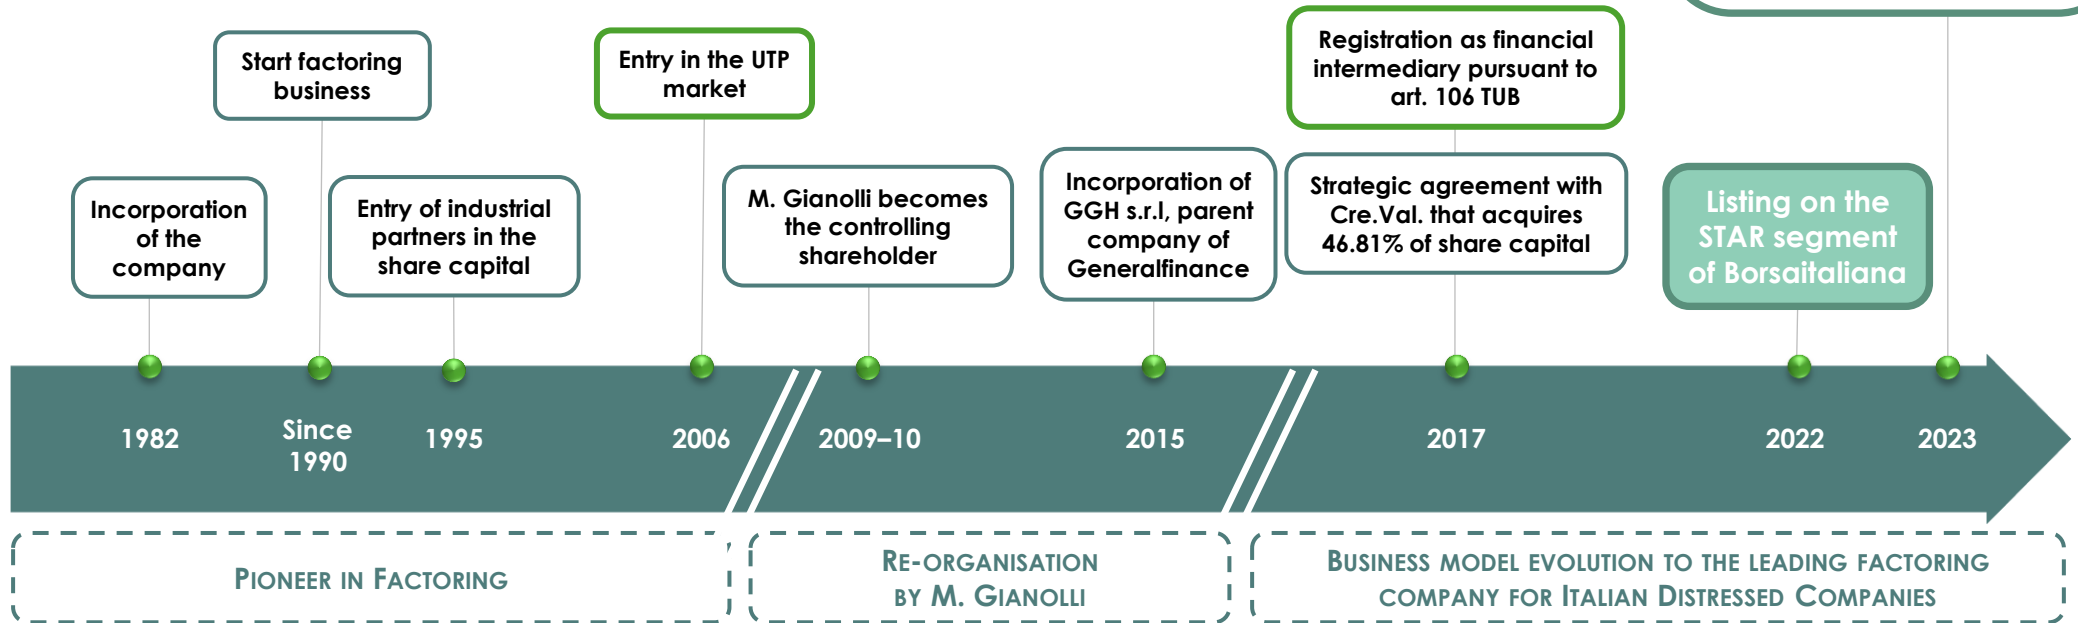 Start factoring
business
Entry in the UTP
market
Registration as financial
intermediary pursuant to
art. 106 TUB
Incorporation
of the
company
Entry of industrial
partners in the
share capital
M. Gianolli becomes
the controlling
shareholder
Incorporation of
GGH s.r.l, parent
company of
Generalfinance
Strategic agreement with
Cre.Val. that acquires
46.81% of share capital
Listing on the
STAR segment
of Borsaitaliana
1982
Since
1990
1995
2006
2009–10
2015
2017
2022
2023
Pioneer in Factoring
Re-organisation
by M. Gianolli
Business model evolution to the leading factoring
company for Italian Distressed Companies